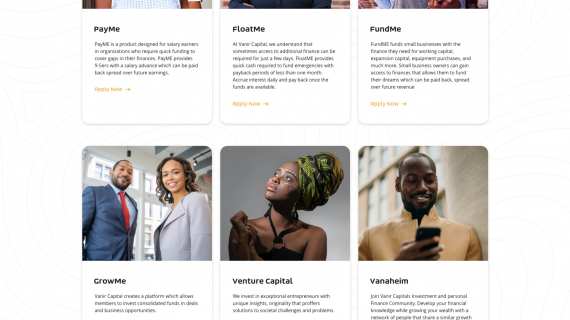 PayMe
PayME is a product designed for salary earners
in organisations who require quick funding to
cover gaps in their finances. PayME provides
9-5ers with a salary advance which can be paid
back spread over future earnings.
Apply Now →
FloatMe
At Vanir Capital, we understand that
sometimes access to additional finance can be
required for just a few days. FloatME provides
quick cash required to fund emergencies with
payback periods of less than one month.
Accrue interest daily and pay back once the
funds are available.
Apply Now →
FundMe
FundME funds small businesses with the
finance they need for working capital,
expansion capital, equipment purchases, and
much more. Small business owners can gain
access to finances that allows them to fund
their dreams which can be paid back, spread
over future revenue
Apply Now →
GrowMe
Vanir Capital creates a platform which allows
members to invest consolidated funds in deals
and business opportunities.
Venture Capital
We invest in exceptional entrepreneurs with
unique insights, originality that proffers
solutions to societal challenges and problems.
Vanaheim
Join Vanir Capitals Investment and personal
Finance Community. Develop your financial
knowledge while growing your wealth with a
network of people that share a similar growth